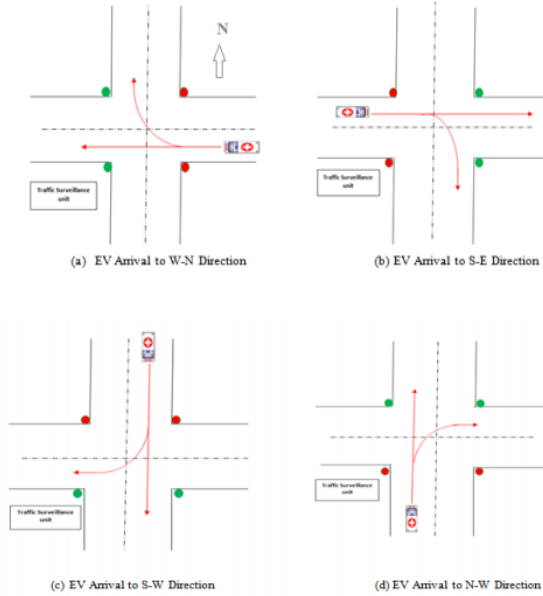 N
Traffic Surveillance
unit
(a) EV Arrival to W-N Direction
Traffic Surveillance
unit
(b) EV Arrival to S-E Direction
Traffic Surveillance
unit
(c) EV Arrival to S-W Direction
Traffic Surveillance
unit
(d) EV Arrival to N-W Direction